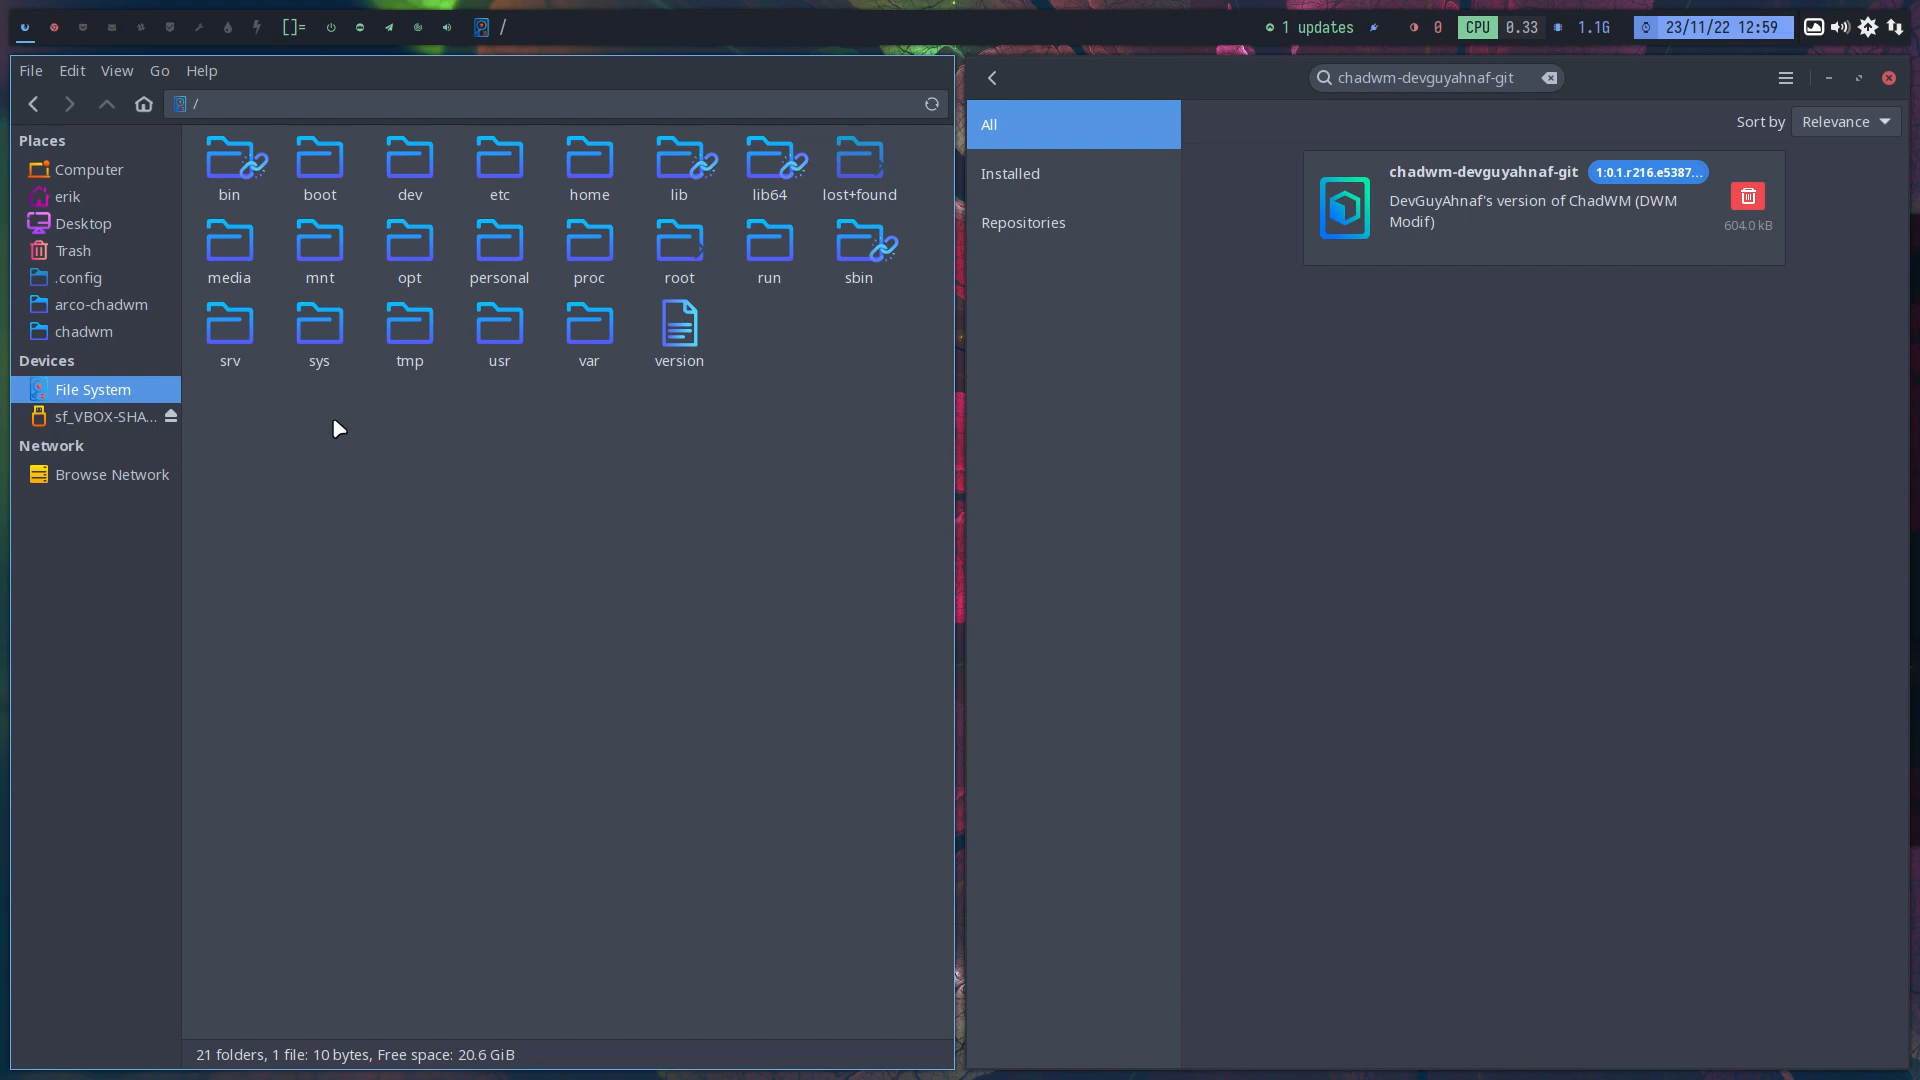 []= /
1 updates 0 CPU 0.33 1.1G 23/11/22 12:59
File Edit View Go Help
/
Places
Computer
erik
Desktop
Trash
.config
arco-chadwm
chadwm
Devices
File System
sf_VBOX-SHA...
Network
Browse Network
bin boot dev etc home lib lib64 lost+found
media mnt opt personal proc root run sbin
srv sys tmp usr var version
21 folders, 1 file: 10 bytes, Free space: 20.6 GiB
chadwm-devguyahnaf-git
All
Installed
Repositories
Sort by Relevance
chadwm-devguyahnaf-git 1:0.1.r216.e5387...
DevGuyAhnaf's version of ChadWM (DWM
Modif)
604.0 kB